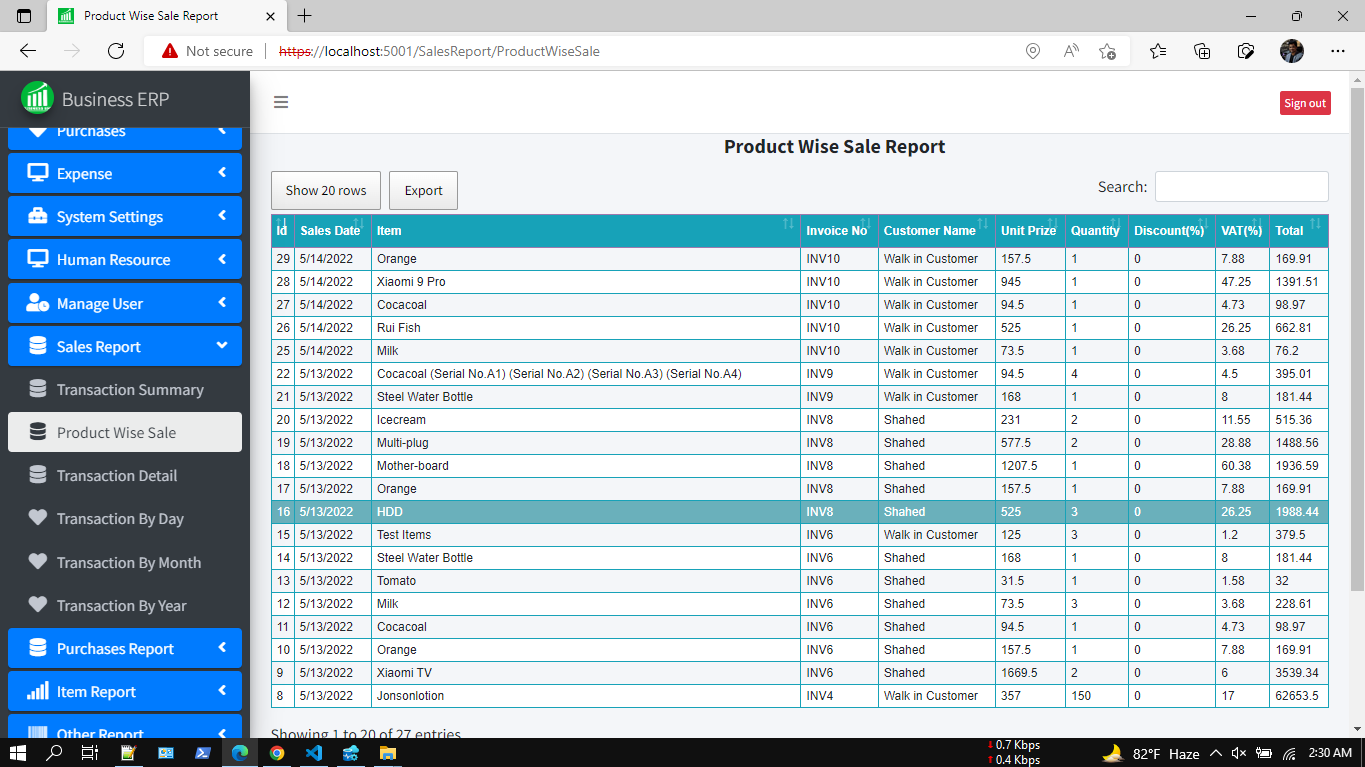 Product Wise Sale Report
Not secure https://localhost:5001/SalesReport/ProductWiseSale
Business ERP
Sign out
Purchases
Expense
System Settings
Human Resource
Manage User
Sales Report
Transaction Summary
Product Wise Sale
Transaction Detail
Transaction By Day
Transaction By Month
Transaction By Year
Purchases Report
Item Report
Other Report
Product Wise Sale Report
Show 20 rows Export Search:
Id Sales Date Item Invoice No Customer Name Unit Prize Quantity Discount(%) VAT(%) Total
29 5/14/2022 Orange INV10 Walk in Customer 157.5 1 0 7.88 169.91
28 5/14/2022 Xiaomi 9 Pro INV10 Walk in Customer 945 1 0 47.25 1391.51
27 5/14/2022 Cocacoal INV10 Walk in Customer 94.5 1 0 4.73 98.97
26 5/14/2022 Rui Fish INV10 Walk in Customer 525 1 0 26.25 662.81
25 5/14/2022 Milk INV10 Walk in Customer 73.5 1 0 3.68 76.2
22 5/13/2022 Cocacoal (Serial No.A1) (Serial No.A2) (Serial No.A3) (Serial No.A4) INV9 Walk in Customer 94.5 4 0 4.5 395.01
21 5/13/2022 Steel Water Bottle INV9 Walk in Customer 168 1 0 8 181.44
20 5/13/2022 Icecream INV8 Shahed 231 2 0 11.55 515.36
19 5/13/2022 Multi-plug INV8 Shahed 577.5 2 0 28.88 1488.56
18 5/13/2022 Mother-board INV8 Shahed 1207.5 1 0 60.38 1936.59
17 5/13/2022 Orange INV8 Shahed 157.5 1 0 7.88 169.91
16 5/13/2022 HDD INV8 Shahed 525 3 0 26.25 1988.44
15 5/13/2022 Test Items INV6 Walk in Customer 125 3 0 1.2 379.5
14 5/13/2022 Steel Water Bottle INV6 Shahed 168 1 0 8 181.44
13 5/13/2022 Tomato INV6 Shahed 31.5 1 0 1.58 32
12 5/13/2022 Milk INV6 Shahed 73.5 3 0 3.68 228.61
11 5/13/2022 Cocacoal INV6 Shahed 94.5 1 0 4.73 98.97
10 5/13/2022 Orange INV6 Shahed 157.5 1 0 7.88 169.91
9 5/13/2022 Xiaomi TV INV6 Shahed 1669.5 2 0 6 3539.34
8 5/13/2022 Jonsonlotion INV4 Walk in Customer 357 150 0 17 62653.5
Showing 1 to 20 of 27 entries
0.7 Kbps
0.4 Kbps
82°F Haze
2:30 AM